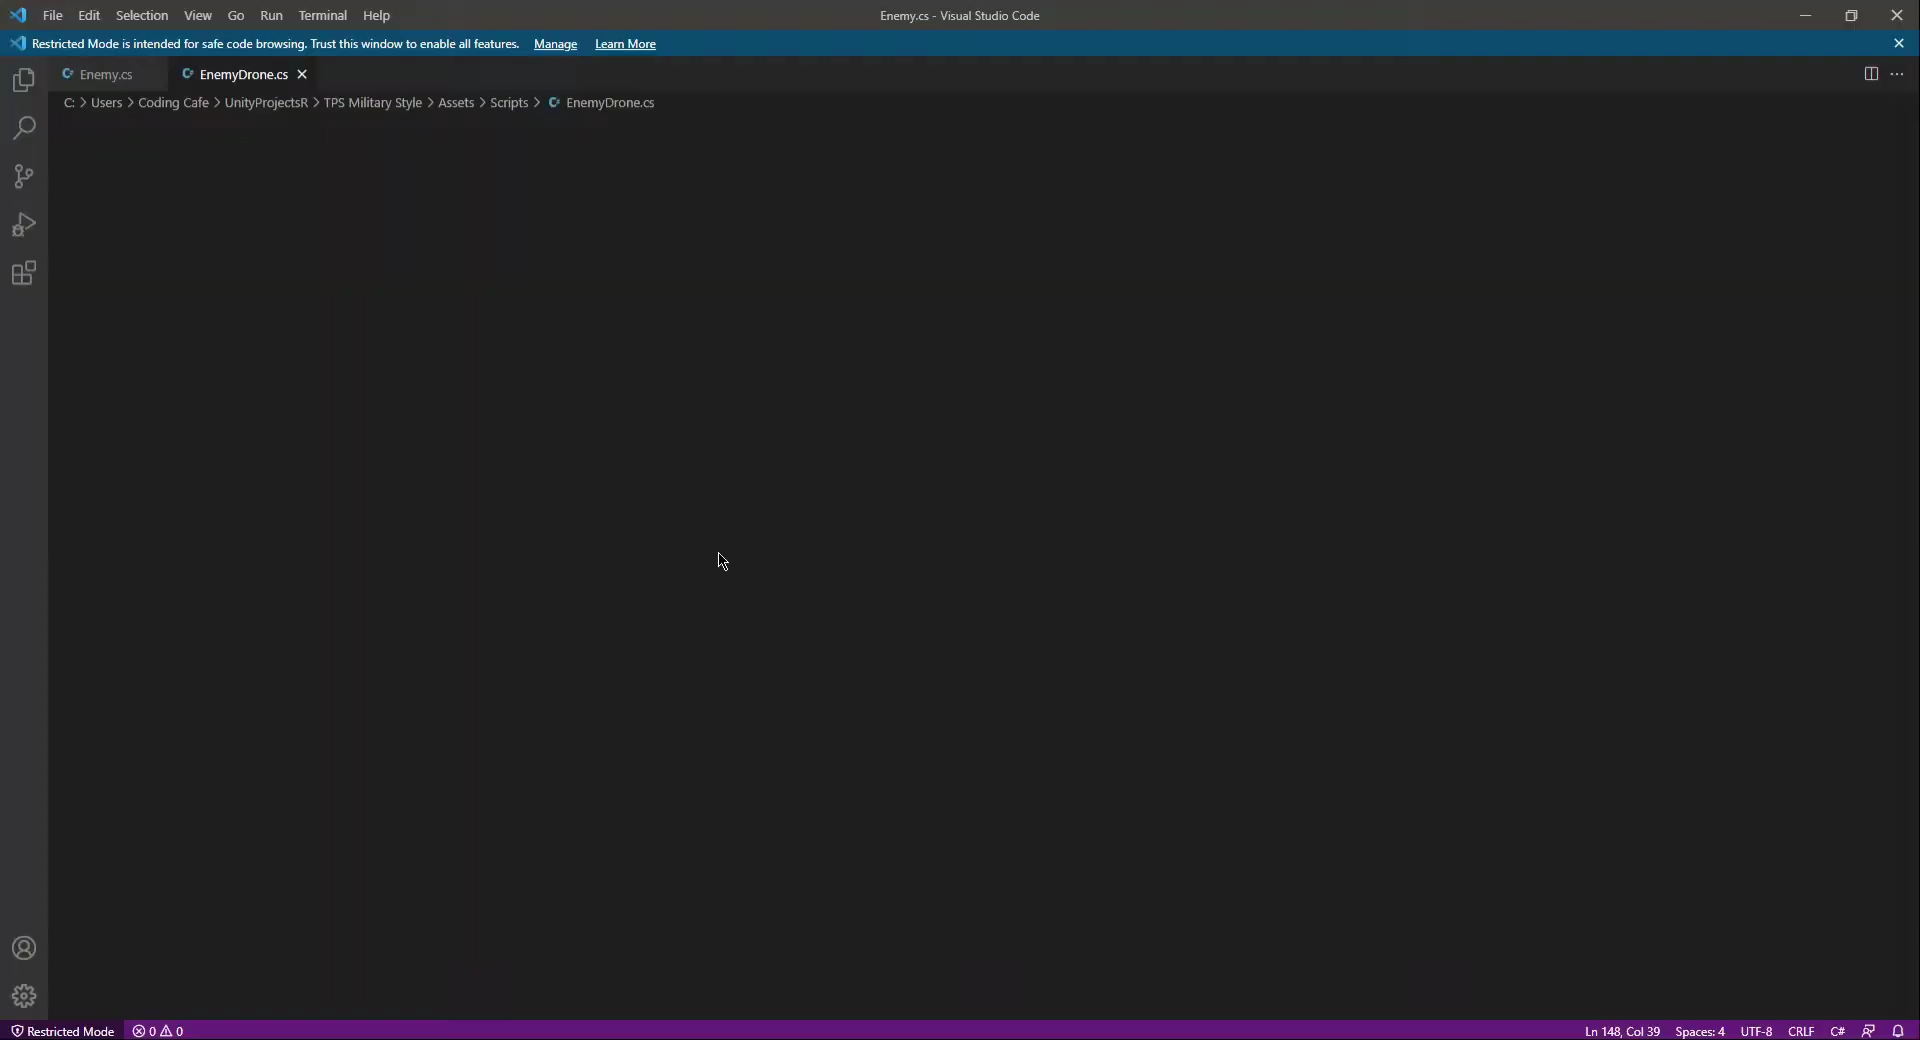 File Edit Selection View Go Run Terminal Help Enemy.cs - Visual Studio Code
Restricted Mode is intended for safe code browsing. Trust this window to enable all features. Manage Learn More
Enemy.cs EnemyDrone.cs
C: > Users > Coding Cafe > UnityProjectsR > TPS Military Style > Assets > Scripts > EnemyDrone.cs
Restricted Mode 0 0 Ln 148, Col 39 Spaces: 4 UTF-8 CRLF C#